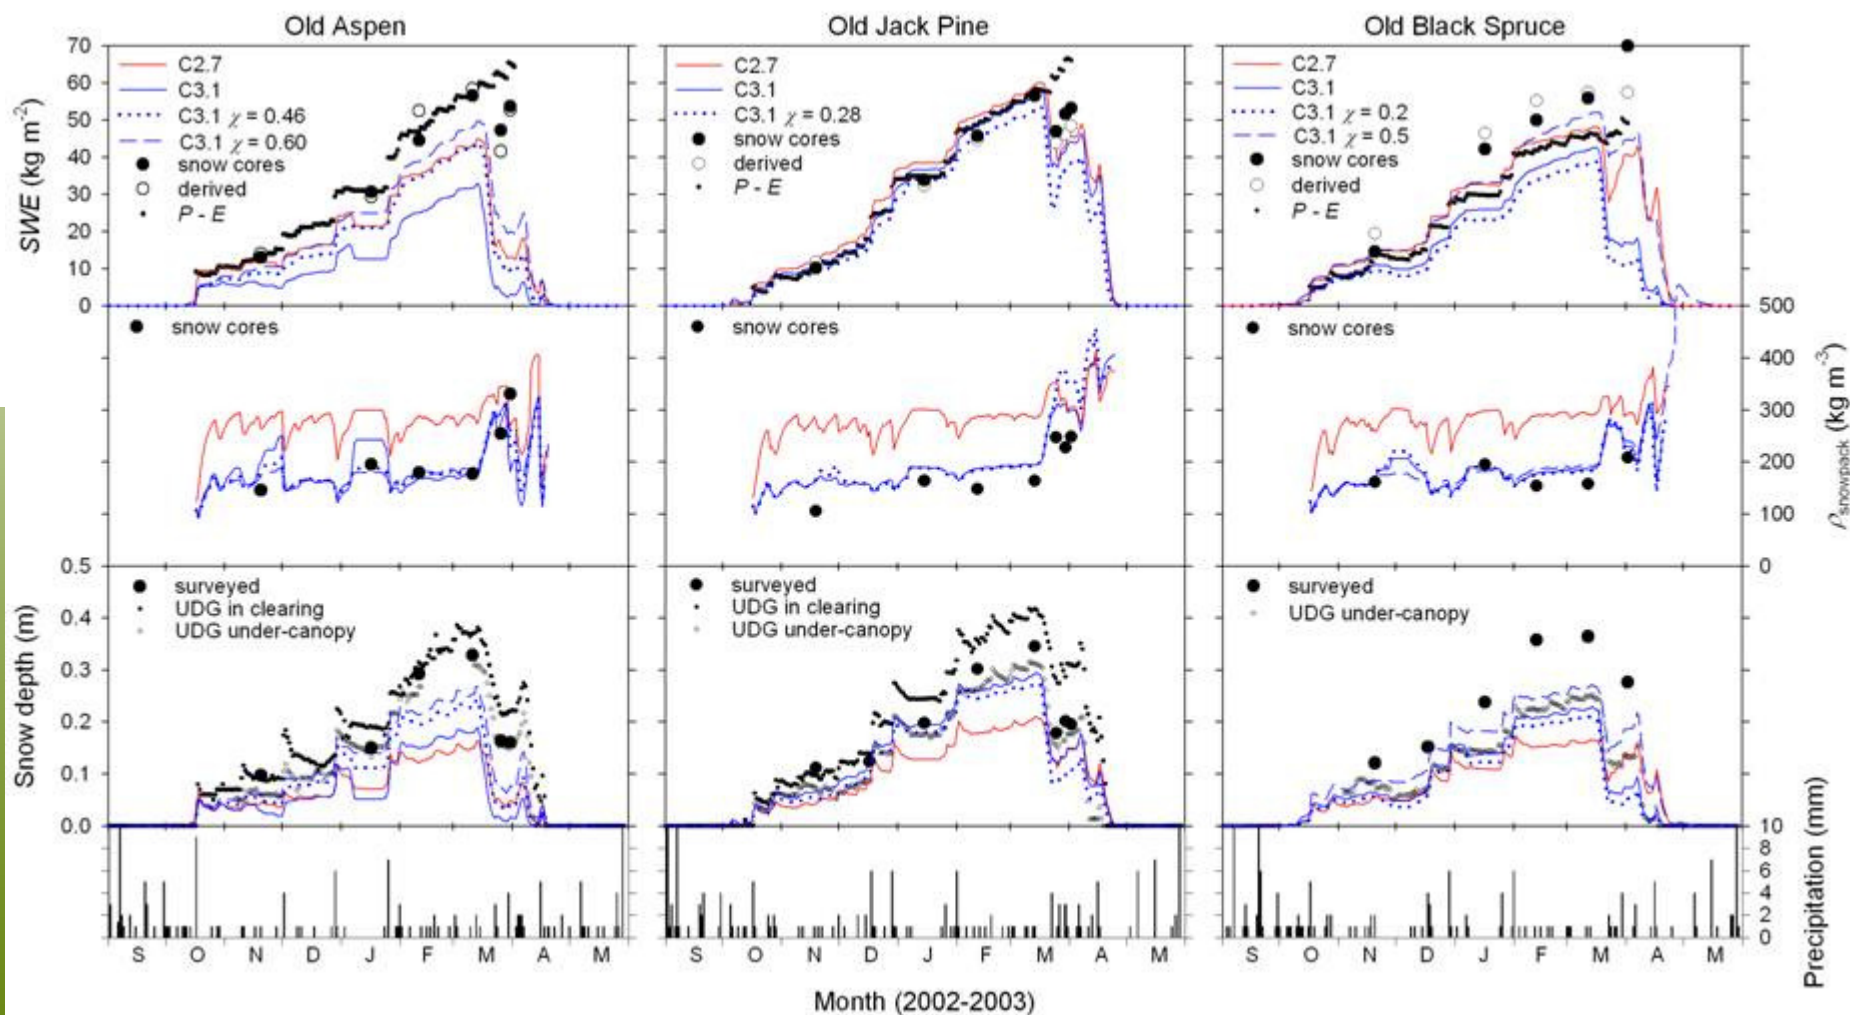 Old Aspen
Old Jack Pine
Old Black Spruce
70
60
50
40
30
20
10
0
SWE (kg m-2)
C2.7
C3.1
C3.1 χ = 0.46
C3.1 χ = 0.60
snow cores
derived
P - E
C2.7
C3.1
C3.1 χ = 0.28
snow cores
derived
P - E
C2.7
C3.1
C3.1 χ = 0.2
C3.1 χ = 0.5
snow cores
derived
P - E
snow cores
snow cores
snow cores
500
400
300
200
100
0
ρsnowpack (kg m-3)
0.5
0.4
0.3
0.2
0.1
0.0
Snow depth (m)
surveyed
UDG in clearing
UDG under-canopy
surveyed
UDG in clearing
UDG under-canopy
surveyed
UDG under-canopy
10
8
6
4
2
0
Precipitation (mm)
S O N D J F M A M
S O N D J F M A M
S O N D J F M A M
Month (2002-2003)